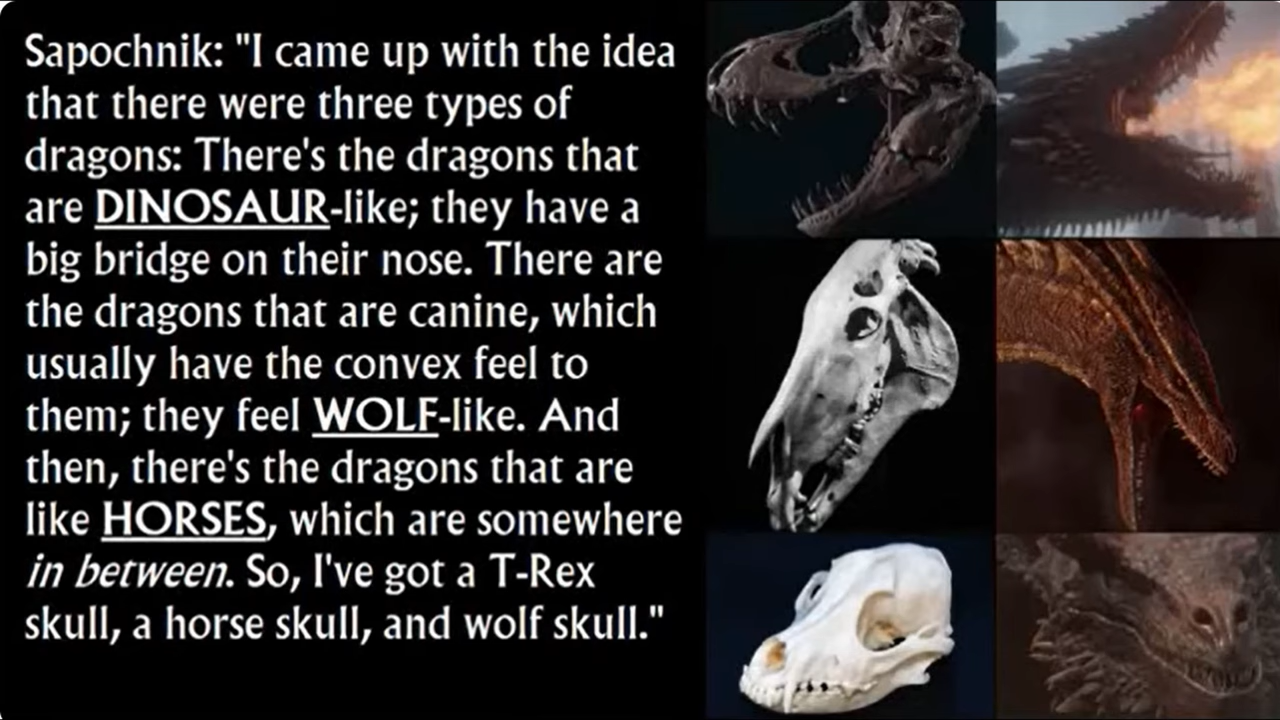 Sapochnik: "I came up with the idea
that there were three types of
dragons: There's the dragons that
are DINOSAUR-like; they have a
big bridge on their nose. There are
the dragons that are canine, which
usually have the convex feel to
them; they feel WOLF-like. And
then, there's the dragons that are
like HORSES, which are somewhere
in between. So, I've got a T-Rex
skull, a horse skull, and wolf skull."